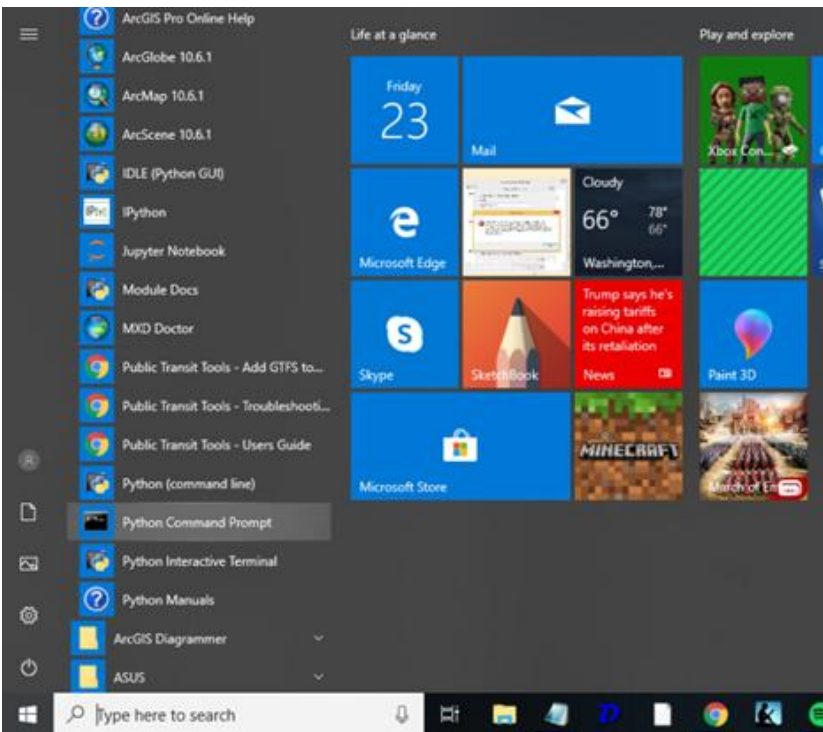 ArcGIS Pro Online Help
ArcGlobe 10.6.1
ArcMap 10.6.1
ArcScene 10.6.1
IDLE (Python GUI)
IPython
Jupyter Notebook
Module Docs
MXD Doctor
Public Transit Tools - Add GTFS to...
Public Transit Tools - Troubleshooti...
Public Transit Tools - Users Guide
Python (command line)
Python Command Prompt
Python Interactive Terminal
Python Manuals
ArcGIS Diagrammer
ASUS
Type here to search
Life at a glance
Friday
23
Mail
Microsoft Edge
Cloudy
66° 78°
66°
Washington,...
Skype
SketchBook
Trump says he's
raising tariffs
on China after
its retaliation
News
Microsoft Store
MINECRAFT
Play and explore
Xbox Con...
Paint 3D
March of Em